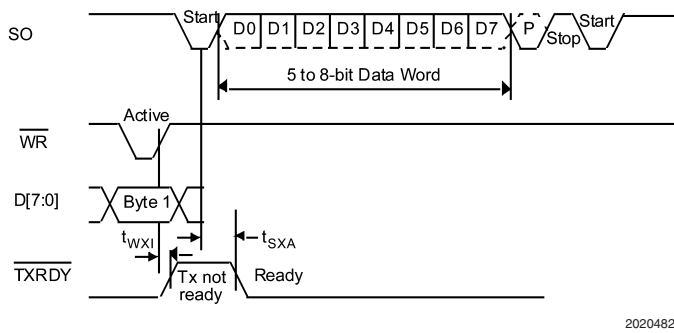 SO
Start
D0 D1 D2 D3 D4 D5 D6 D7 P
Stop
Start
5 to 8-bit Data Word
WR
Active
D[7:0]
Byte 1
tWXI
tSXA
TXRDY
Tx not
ready
Ready
2020482